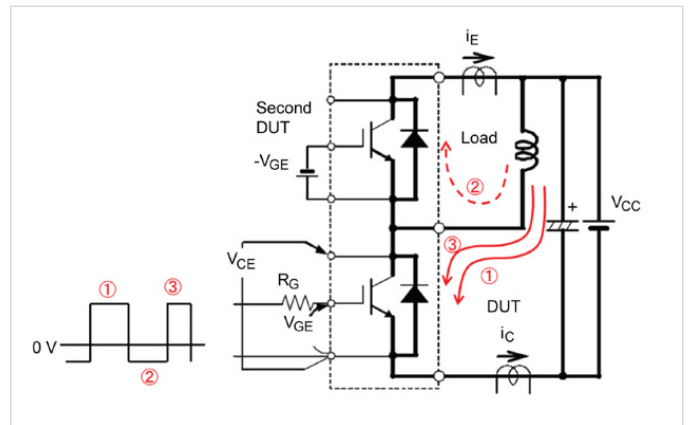 iE
Second
DUT
Load
-VGE
②
VCC
+
③
①
VCE
RG
VGE
DUT
iC
①
③
0 V
②